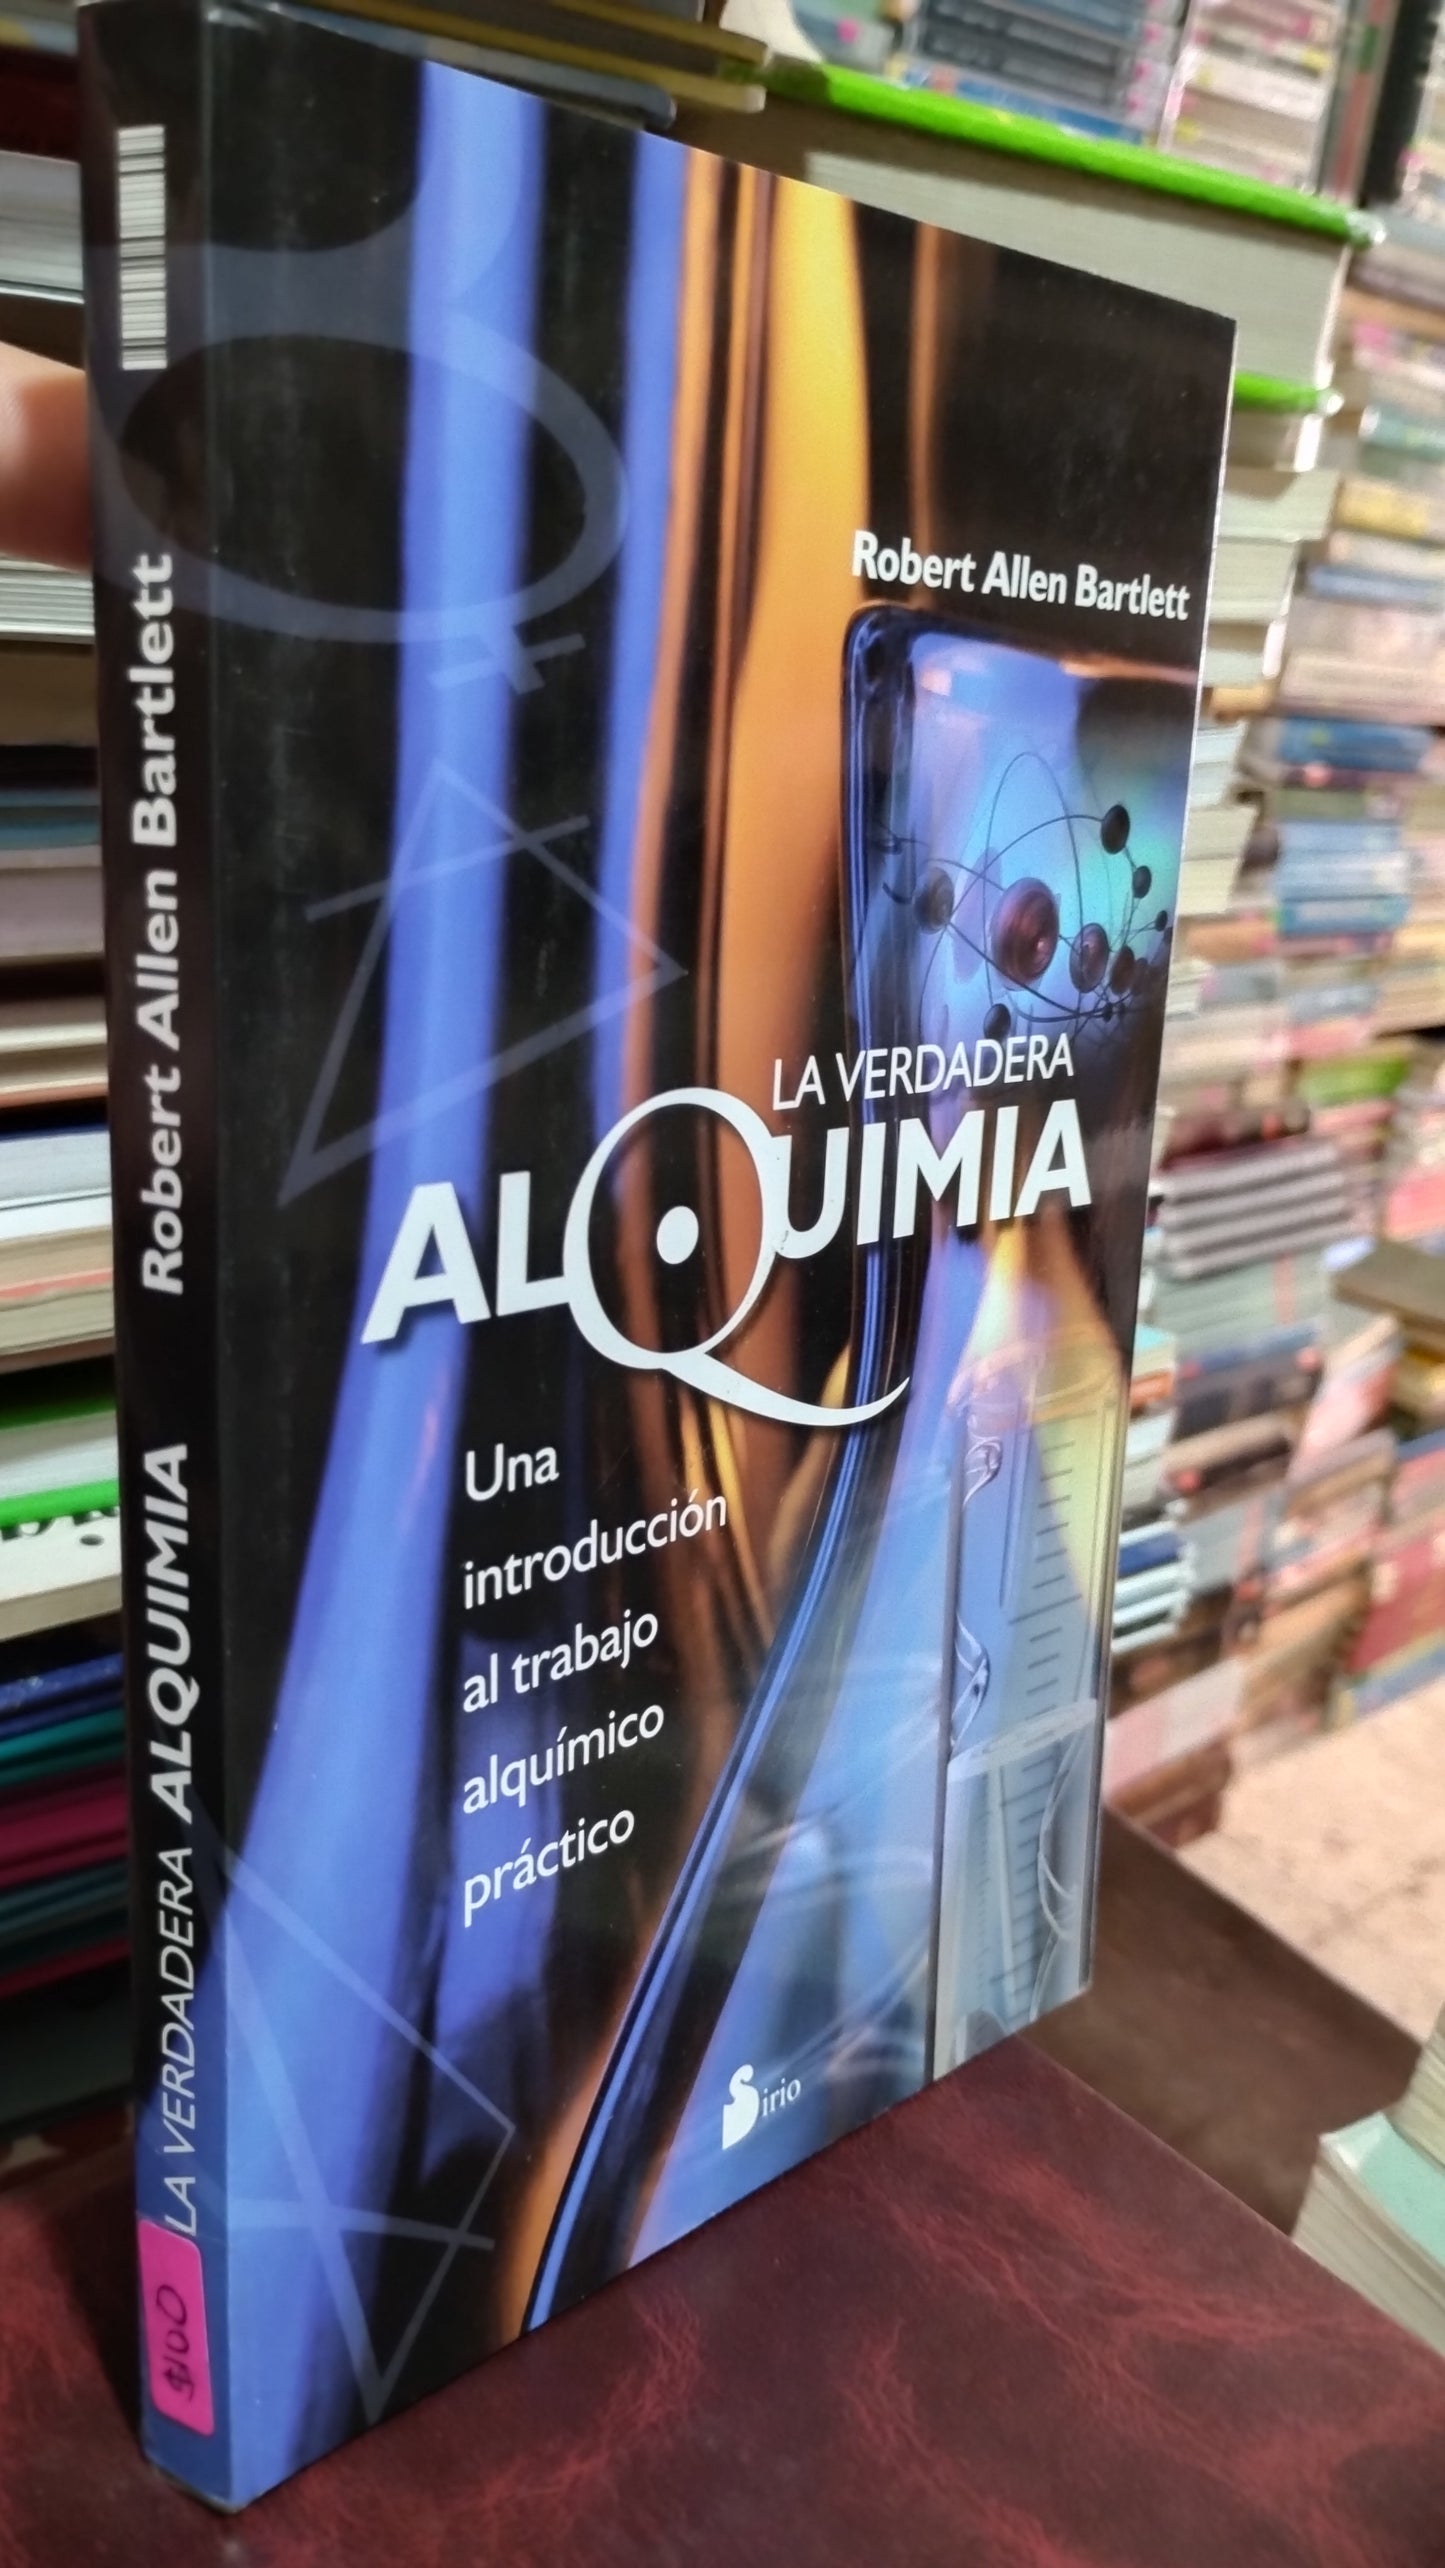 Robert Allen Bartlett
LA VERDADERA
ALQUIMIA
Una
introducción
al trabajo
alquímico
práctico
Sirio
LA VERDADERA ALQUIMIA Robert Allen Bartlett
$100